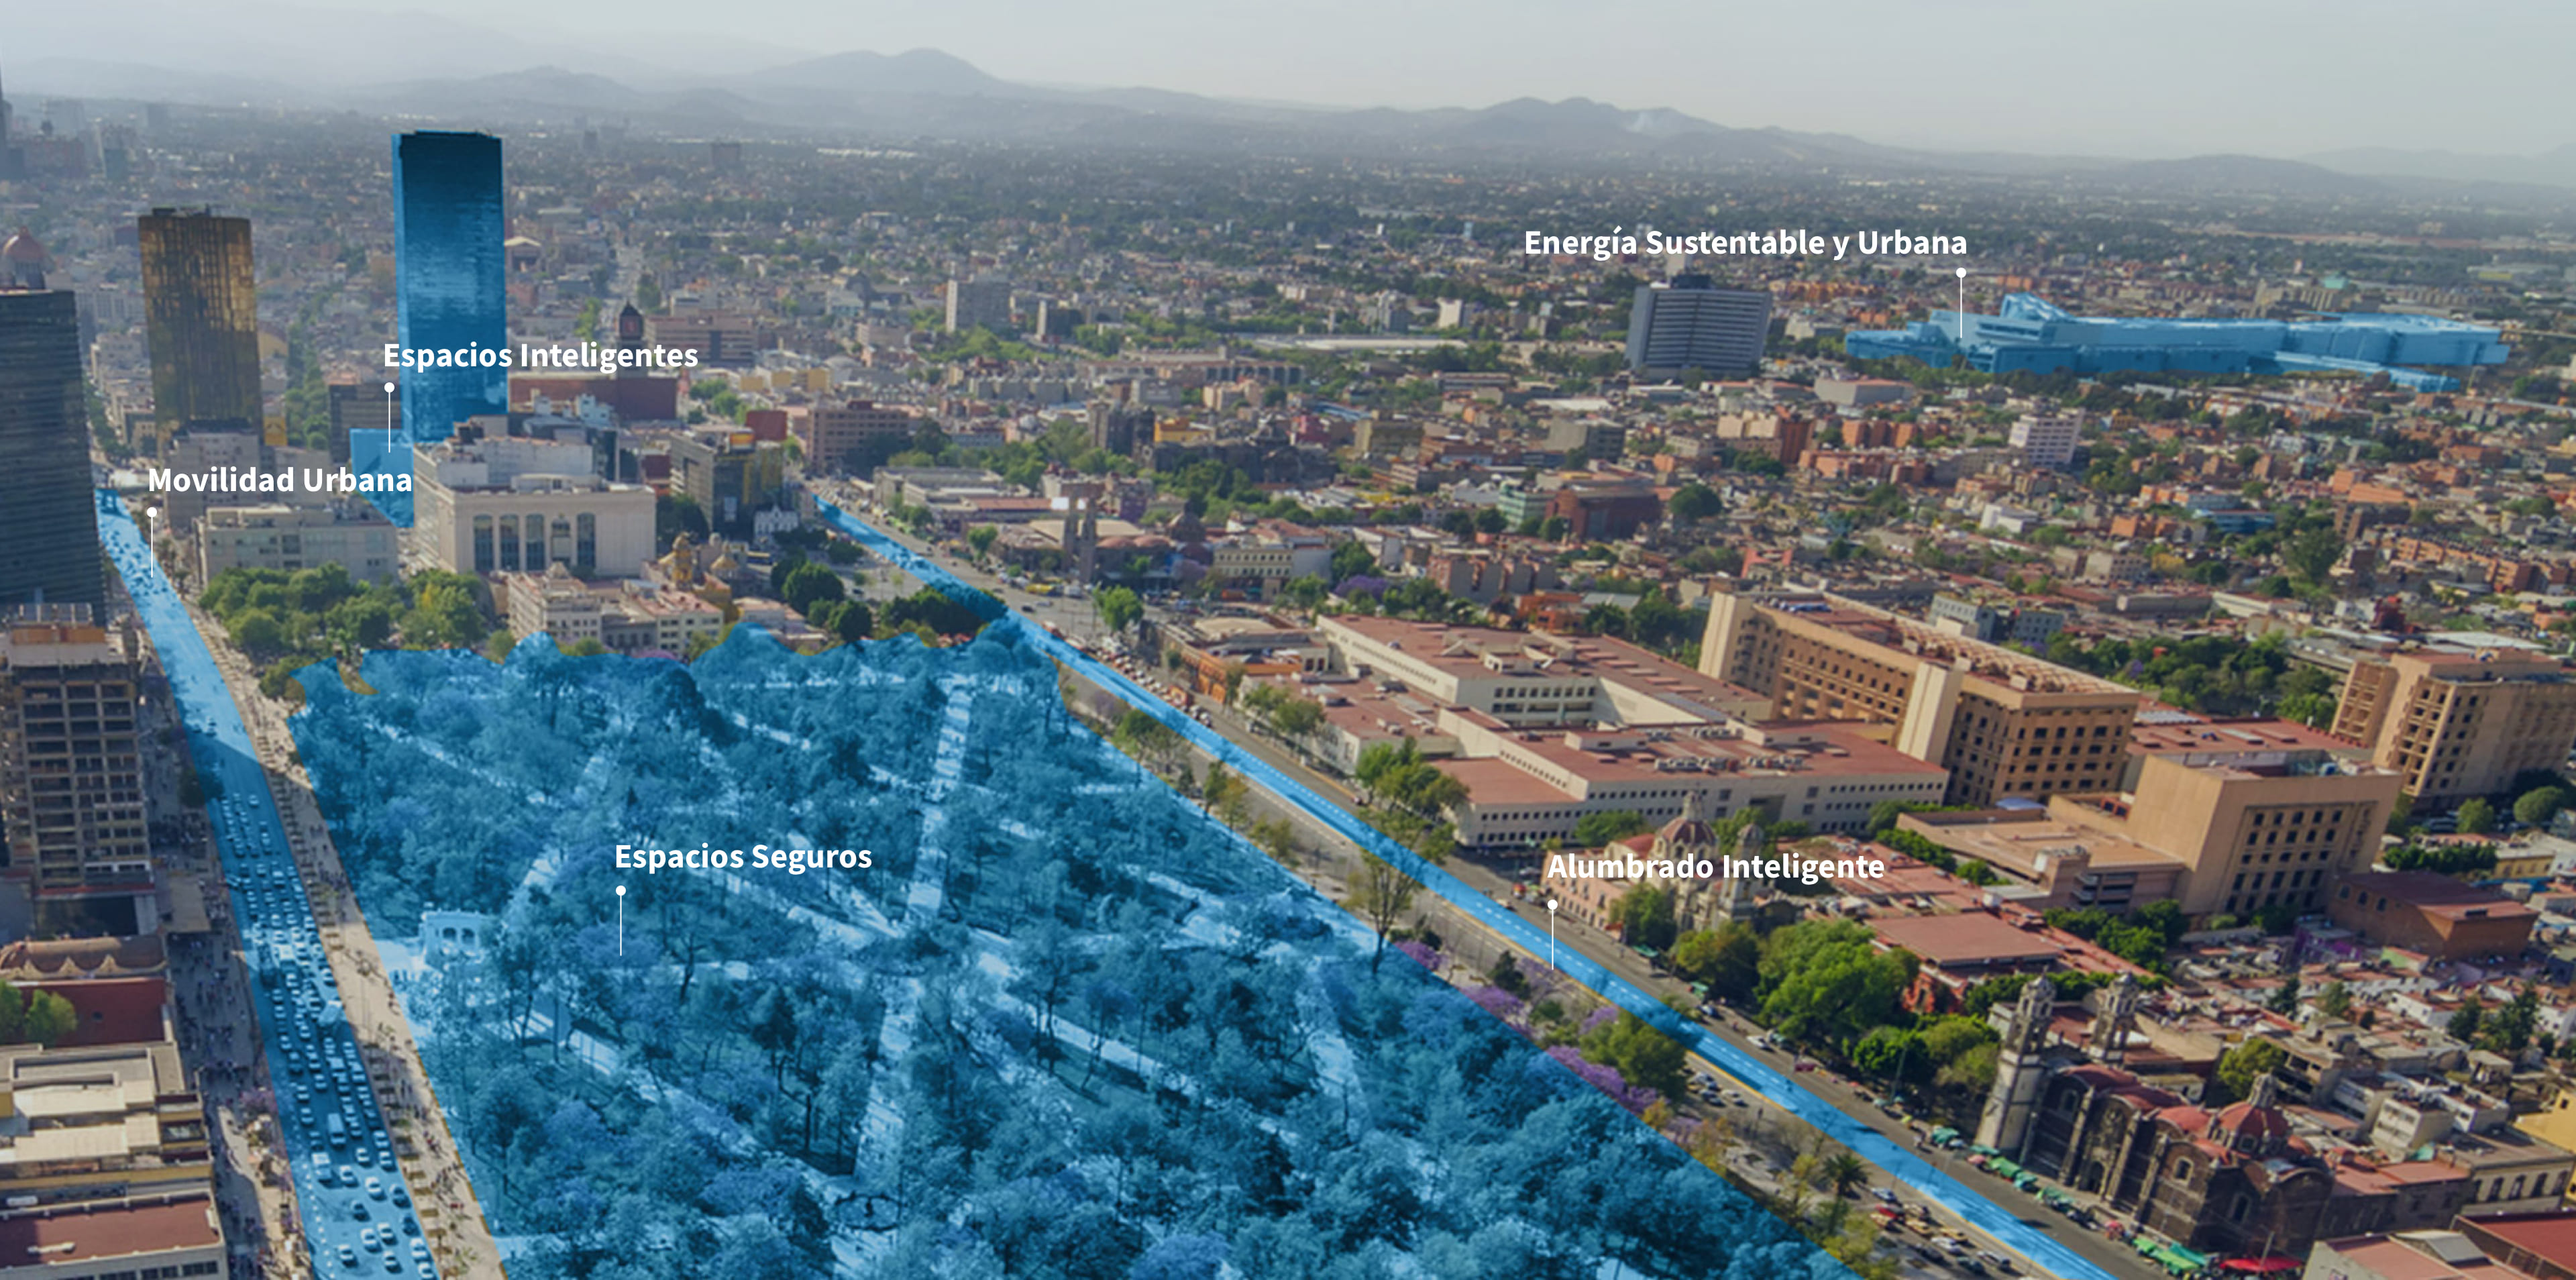 Energía Sustentable y Urbana
Espacios Inteligentes
Movilidad Urbana
Espacios Seguros
Alumbrado Inteligente